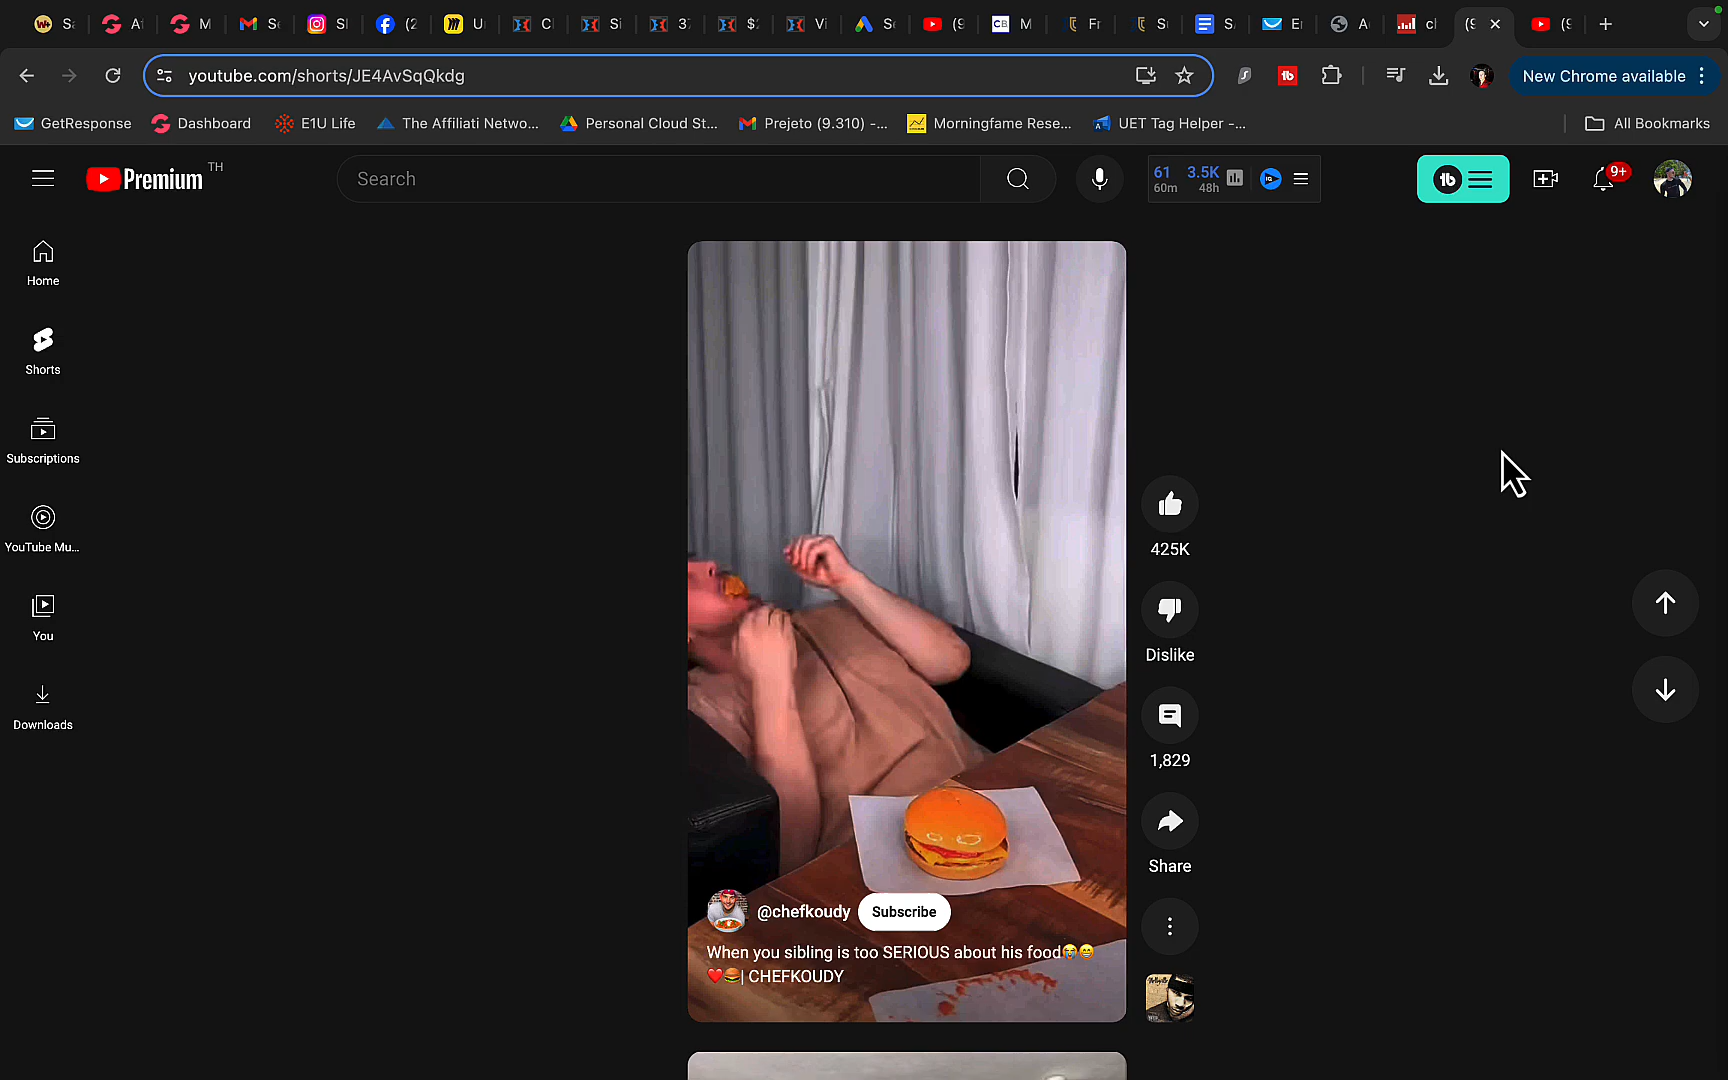 youtube.com/shorts/JE4AvSqQkdg
New Chrome available
GetResponse
Dashboard
E1U Life
The Affiliati Netwo...
Personal Cloud St...
Prejeto (9.310) -...
Morningfame Rese...
UET Tag Helper -...
All Bookmarks
Premium
TH
Search
61
60m
3.5K
48h
9+
Home
Shorts
Subscriptions
YouTube Mu...
You
Downloads
425K
Dislike
1,829
Share
@chefkoudy
Subscribe
When you sibling is too SERIOUS about his food😭😁
❤️🍔| CHEFKOUDY